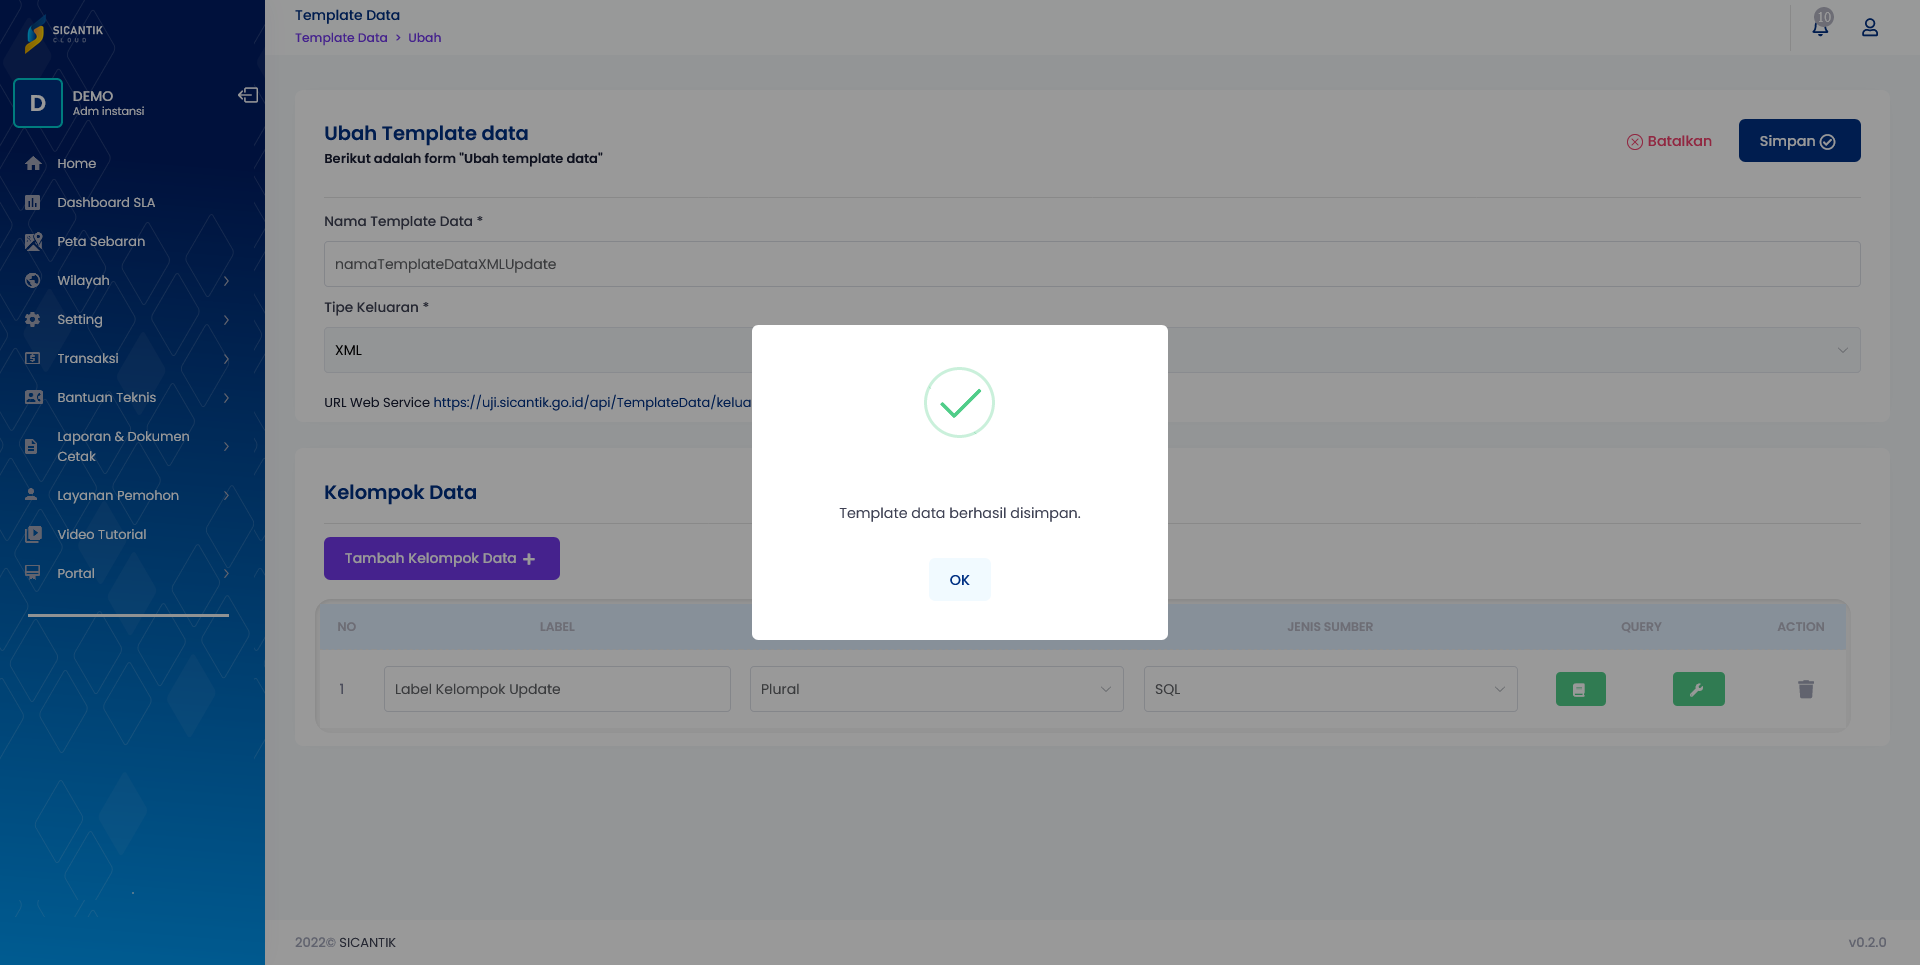 SICANTIK
CLOUD
D
DEMO
Adm instansi
Home
Dashboard SLA
Peta Sebaran
Wilayah
Setting
Transaksi
Bantuan Teknis
Laporan & Dokumen
Cetak
Layanan Pemohon
Video Tutorial
Portal
Template Data
Template Data > Ubah
10
Ubah Template data
Berikut adalah form "Ubah template data"
Batalkan
Simpan
Nama Template Data *
namaTemplateDataXMLUpdate
Tipe Keluaran *
XML
URL Web Service https://uji.sicantik.go.id/api/TemplateData/kelua
Template data berhasil disimpan.
OK
Kelompok Data
Tambah Kelompok Data
NO LABEL JENIS SUMBER QUERY ACTION
1 Label Kelompok Update Plural SQL
2022© SICANTIK
v0.2.0